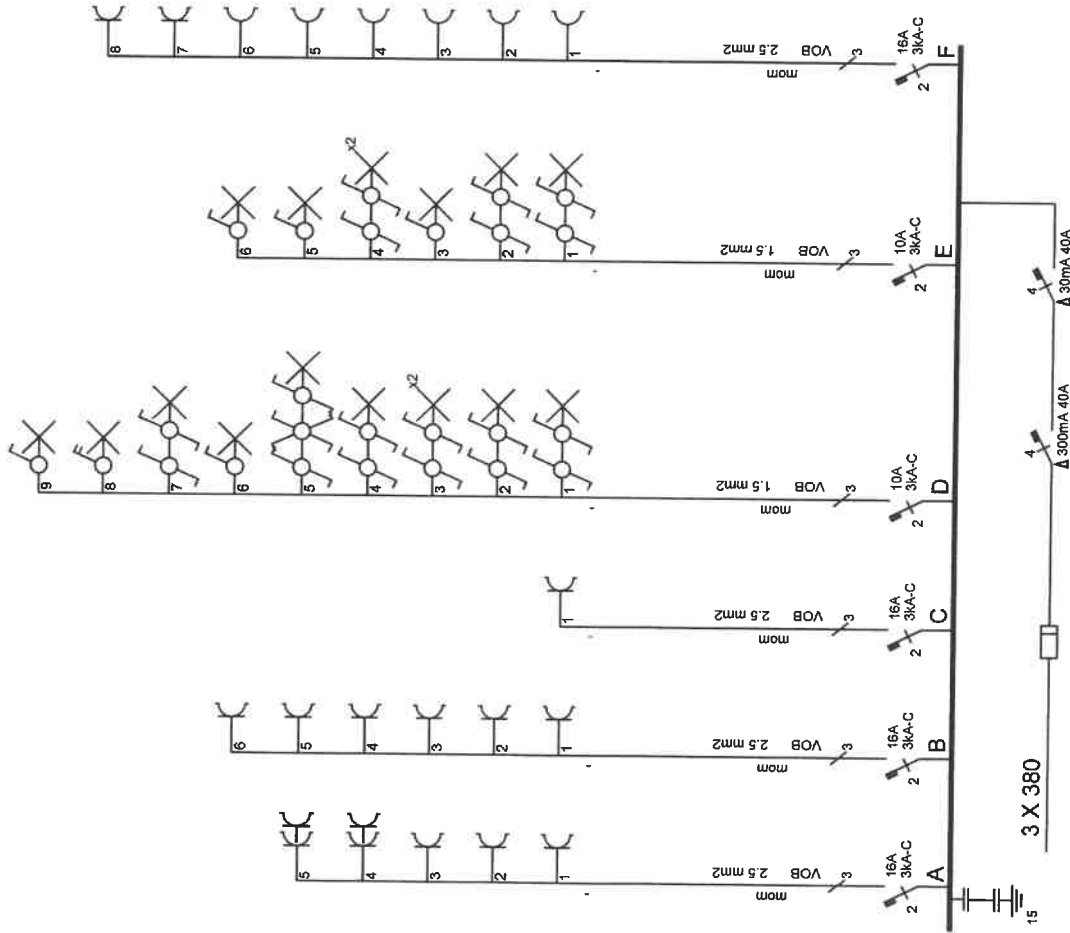 8
7
6
5
4
3
2
1
2.5 mm2 VOB
mom
3
16A
3kA-C
2
F
x2
6
5
4
3
2
1
1.5 mm2 VOB
mom
3
10A
3kA-C
2
E
9
8
7
6
5
x2
4
3
2
1
1.5 mm2 VOB
mom
3
10A
3kA-C
2
D
1
2.5 mm2 VOB
mom
3
16A
3kA-C
2
C
6
5
4
3
2
1
2.5 mm2 VOB
mom
3
16A
3kA-C
2
B
5
4
3
2
1
2.5 mm2 VOB
mom
3
16A
3kA-C
2
A
15
3 X 380
4
Δ 300mA 40A
4
Δ 30mA 40A